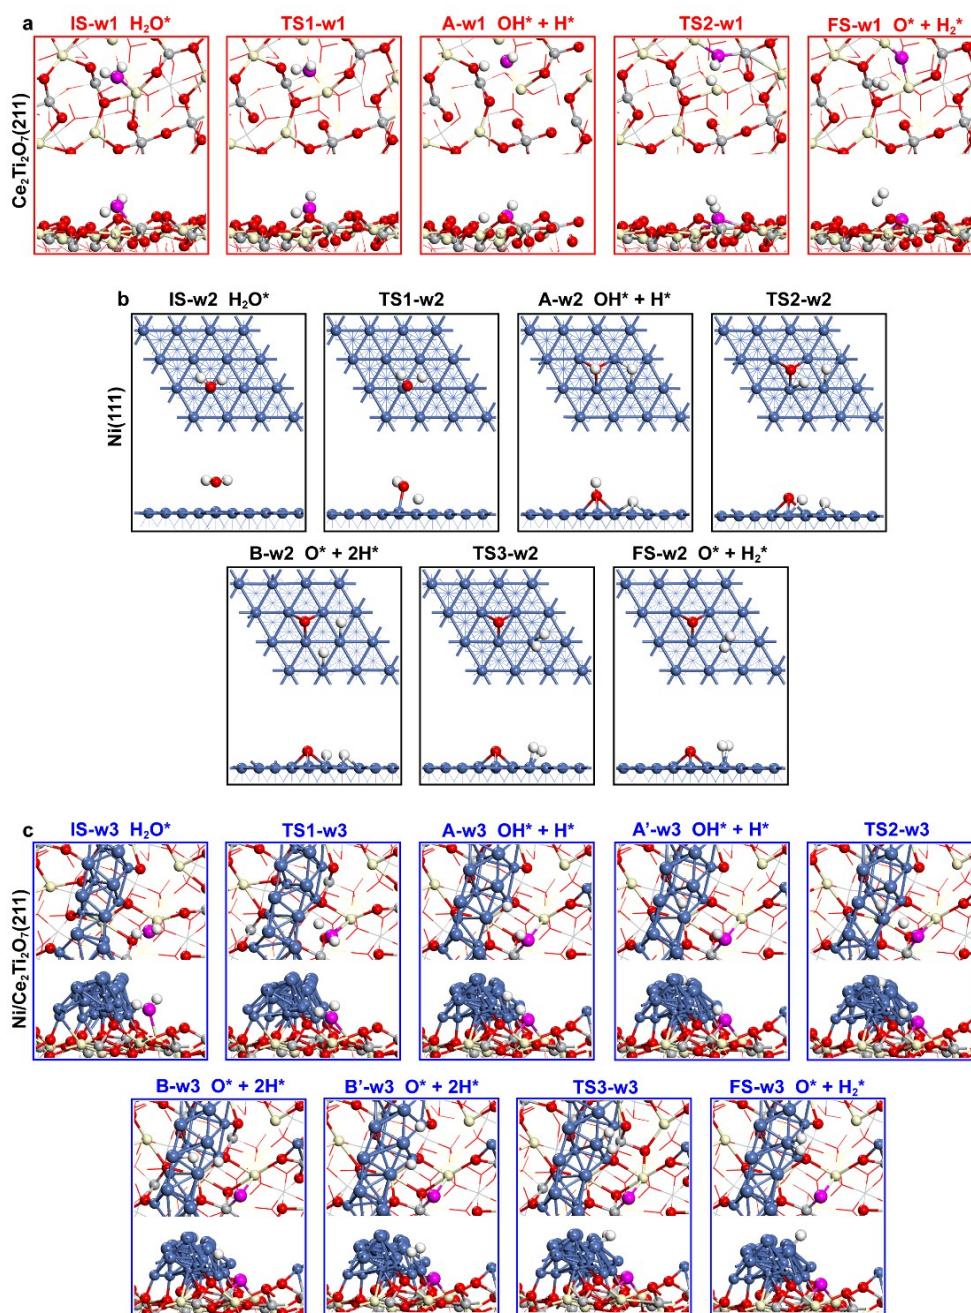 a
IS-w1 H₂O*
TS1-w1
A-w1 OH* + H*
TS2-w1
FS-w1 O* + H₂*
Ce₂Ti₂O₇(211)
b
IS-w2 H₂O*
TS1-w2
A-w2 OH* + H*
TS2-w2
Ni(111)
B-w2 O* + 2H*
TS3-w2
FS-w2 O* + H₂*
c
IS-w3 H₂O*
TS1-w3
A-w3 OH* + H*
A’-w3 OH* + H*
TS2-w3
Ni/Ce₂Ti₂O₇(211)
B-w3 O* + 2H*
B’-w3 O* + 2H*
TS3-w3
FS-w3 O* + H₂*